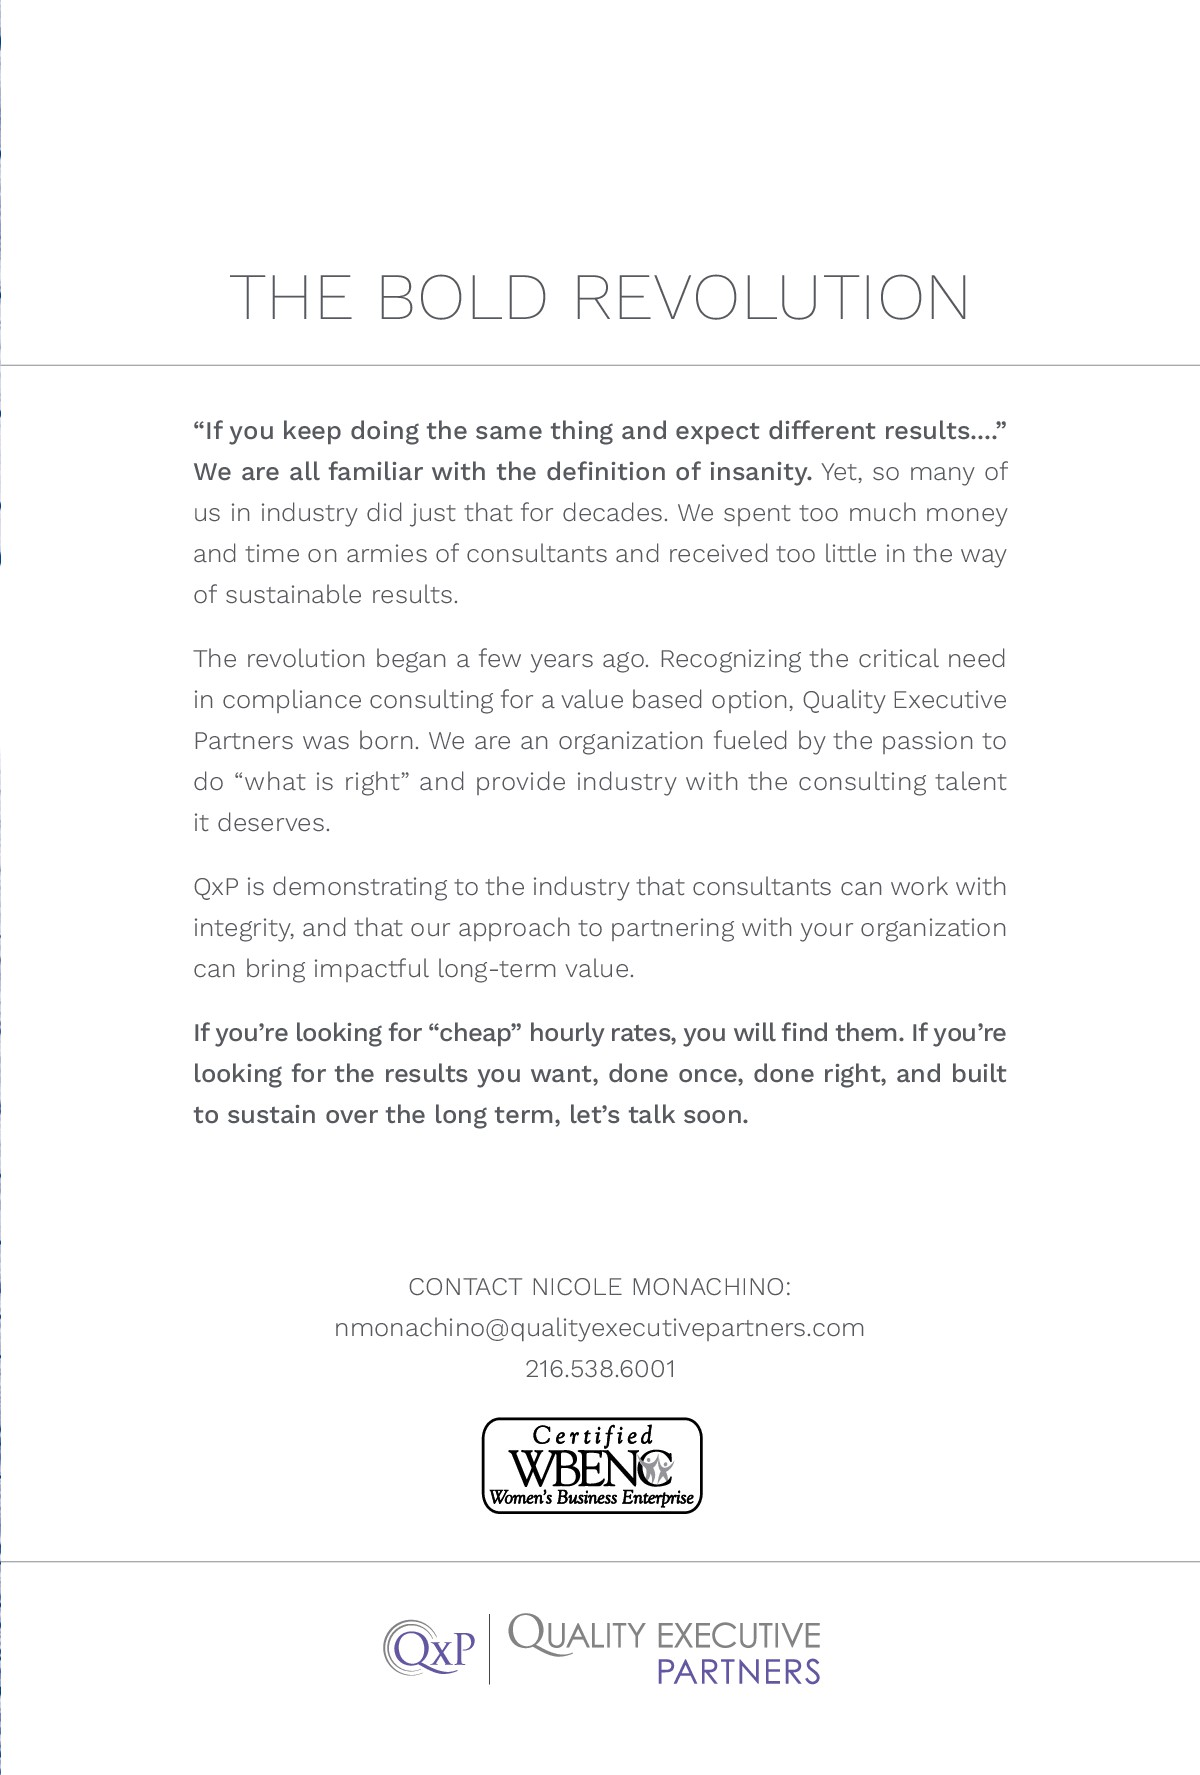 THE BOLD REVOLUTION
“If you keep doing the same thing and expect different results....”
We are all familiar with the definition of insanity. Yet, so many of
us in industry did just that for decades. We spent too much money
and time on armies of consultants and received too little in the way
of sustainable results.
The revolution began a few years ago. Recognizing the critical need
in compliance consulting for a value based option, Quality Executive
Partners was born. We are an organization fueled by the passion to
do “what is right” and provide industry with the consulting talent
it deserves.
QxP is demonstrating to the industry that consultants can work with
integrity, and that our approach to partnering with your organization
can bring impactful long-term value.
If you’re looking for “cheap” hourly rates, you will find them. If you’re
looking for the results you want, done once, done right, and built
to sustain over the long term, let’s talk soon.
CONTACT NICOLE MONACHINO:
nmonachino@qualityexecutivepartners.com
216.538.6001
Certified
WBENC
Women's Business Enterprise
QxP
QUALITY EXECUTIVE
PARTNERS